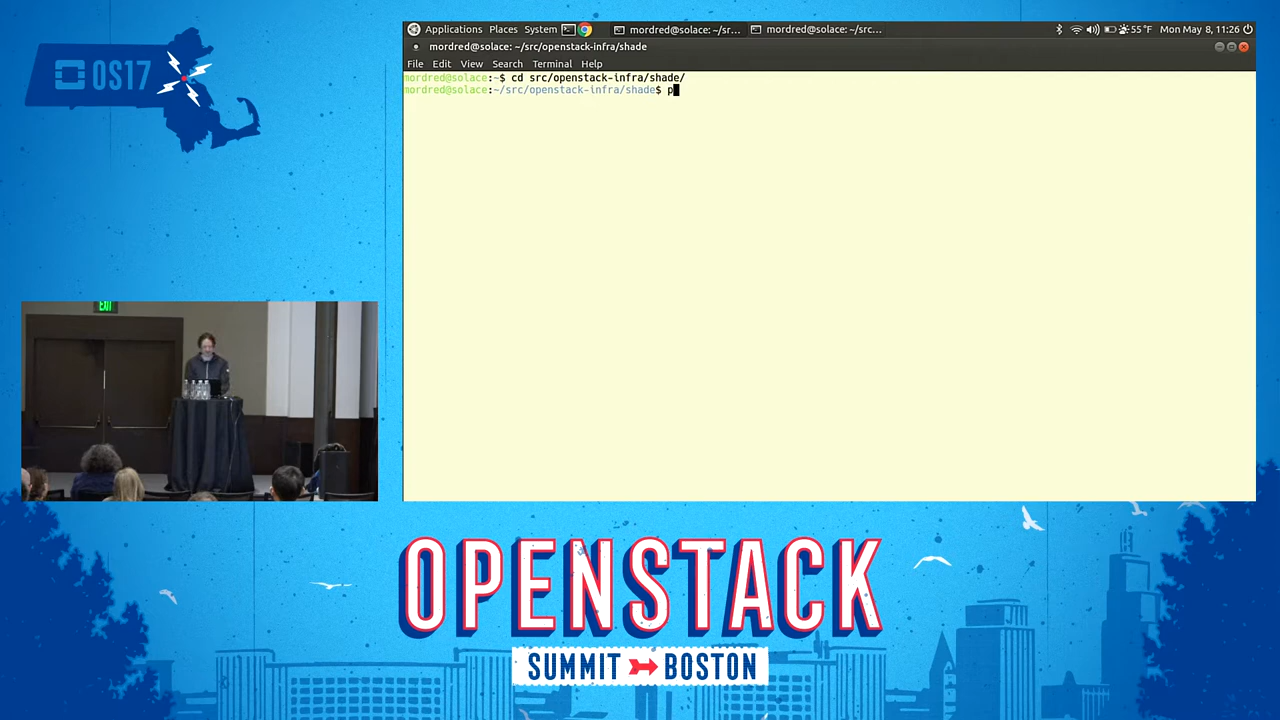 OS17
Applications Places System mordred@solace: ~/sr... mordred@solace: ~/src... 55 °F Mon May 8, 11:26
mordred@solace: ~/src/openstack-infra/shade
File Edit View Search Terminal Help
mordred@solace:~$ cd src/openstack-infra/shade/
mordred@solace:~/src/openstack-infra/shade$ p
EXIT
OPENSTACK
SUMMIT BOSTON